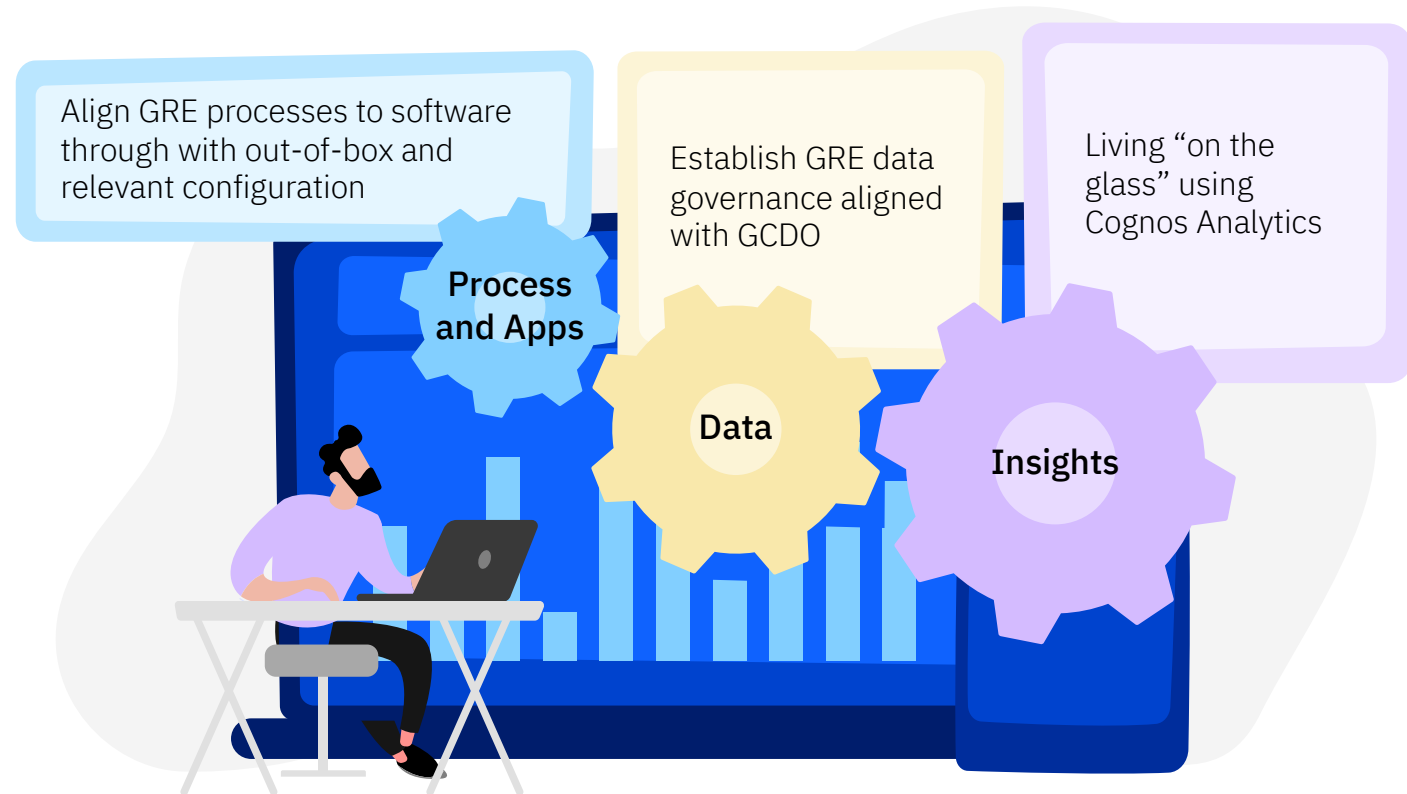 Align GRE processes to software
through with out-of-box and
relevant configuration
Establish GRE data
governance aligned
with GCDO
Living “on the
glass” using
Cognos Analytics
Process
and Apps
Data
Insights